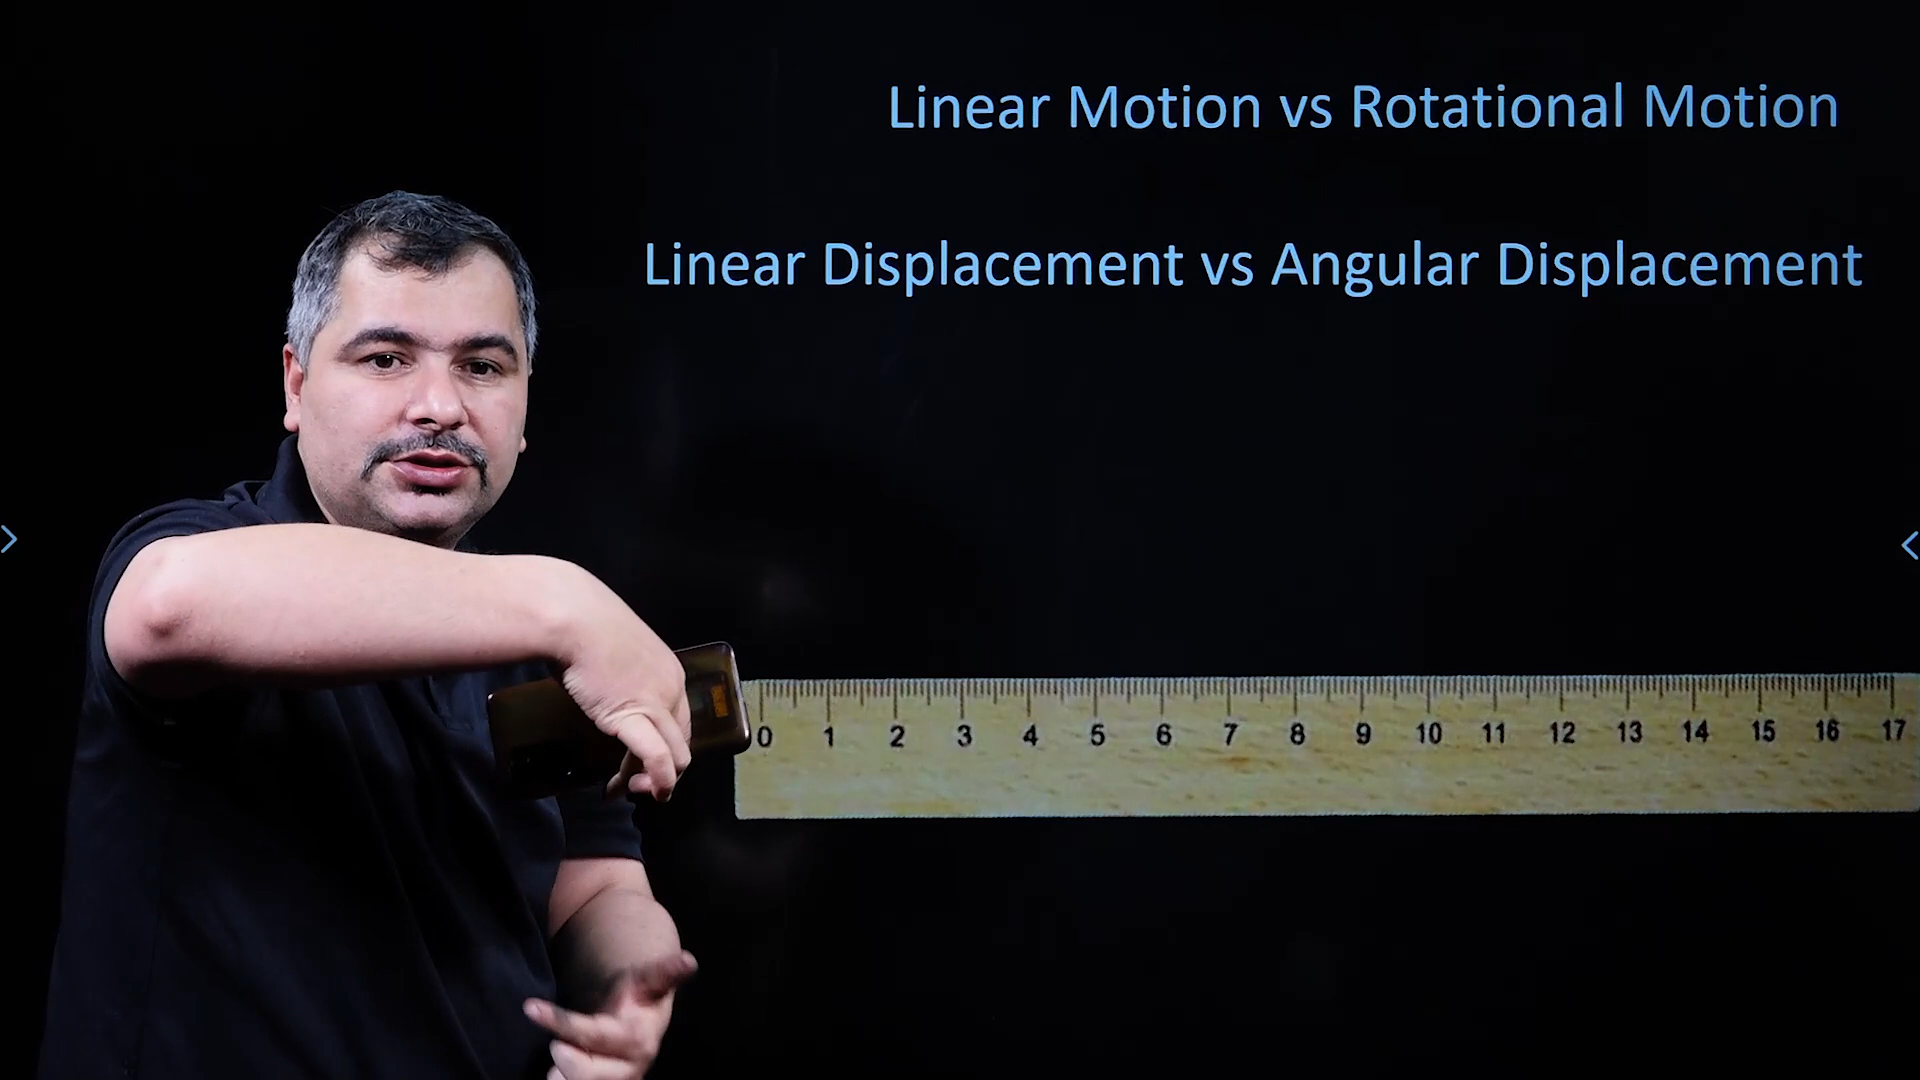 Linear Motion vs Rotational Motion
Linear Displacement vs Angular Displacement
0 1 2 3 4 5 6 7 8 9 10 11 12 13 14 15 16 17